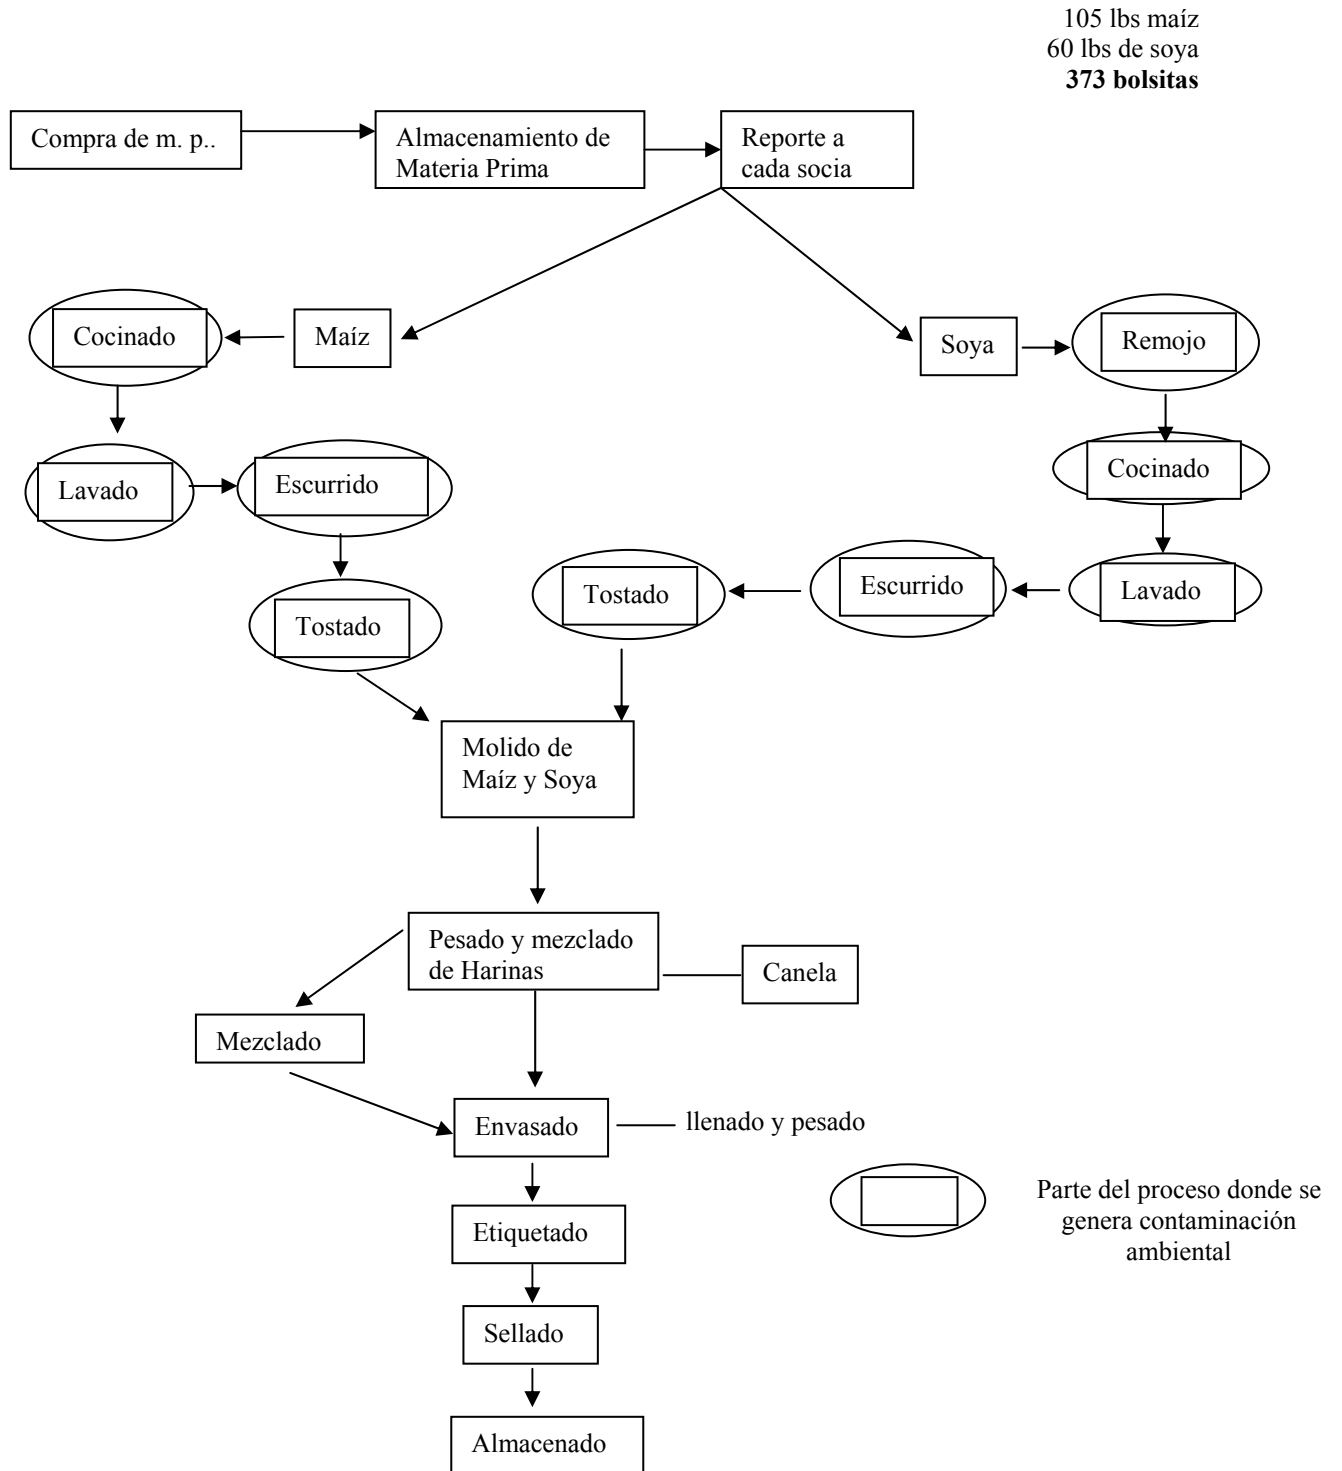 105 lbs maíz
60 lbs de soya
373 bolsitas
Compra de m. p..
Almacenamiento de
Materia Prima
Reporte a
cada socia
Cocinado
Maíz
Soya
Remojo
Cocinado
Lavado
Escurrido
Tostado
Escurrido
Lavado
Tostado
Molido de
Maíz y Soya
Pesado y mezclado
de Harinas
Canela
Mezclado
Envasado
llenado y pesado
Parte del proceso donde se
genera contaminación
ambiental
Etiquetado
Sellado
Almacenado